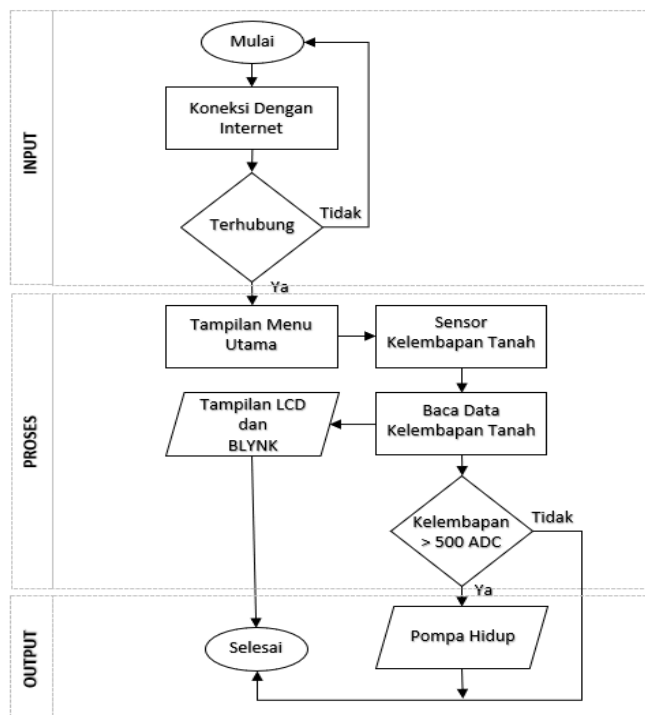 INPUT
Mulai
Koneksi Dengan
Internet
Terhubung
Tidak
Ya
PROSES
Tampilan Menu
Utama
Sensor
Kelembapan Tanah
Tampilan LCD
dan
BLYNK
Baca Data
Kelembapan Tanah
Kelembapan
> 500 ADC
Tidak
Ya
OUTPUT
Selesai
Pompa Hidup